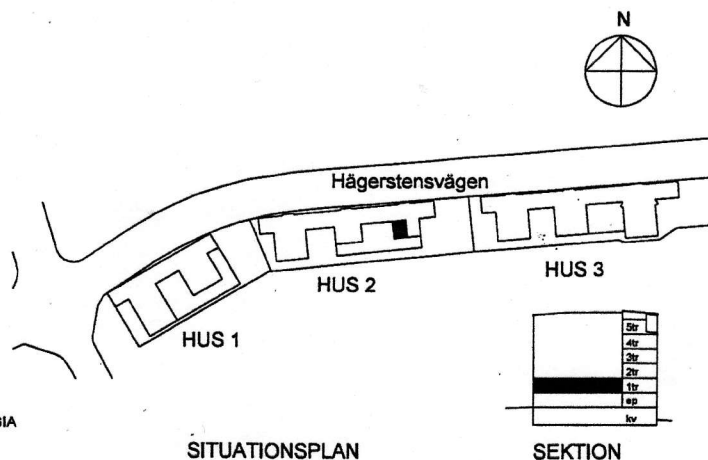 N
Hägerstensvägen
HUS 1
HUS 2
HUS 3
5tr
4tr
3tr
2tr
1tr
ep
kv
SITUATIONSPLAN
SEKTION